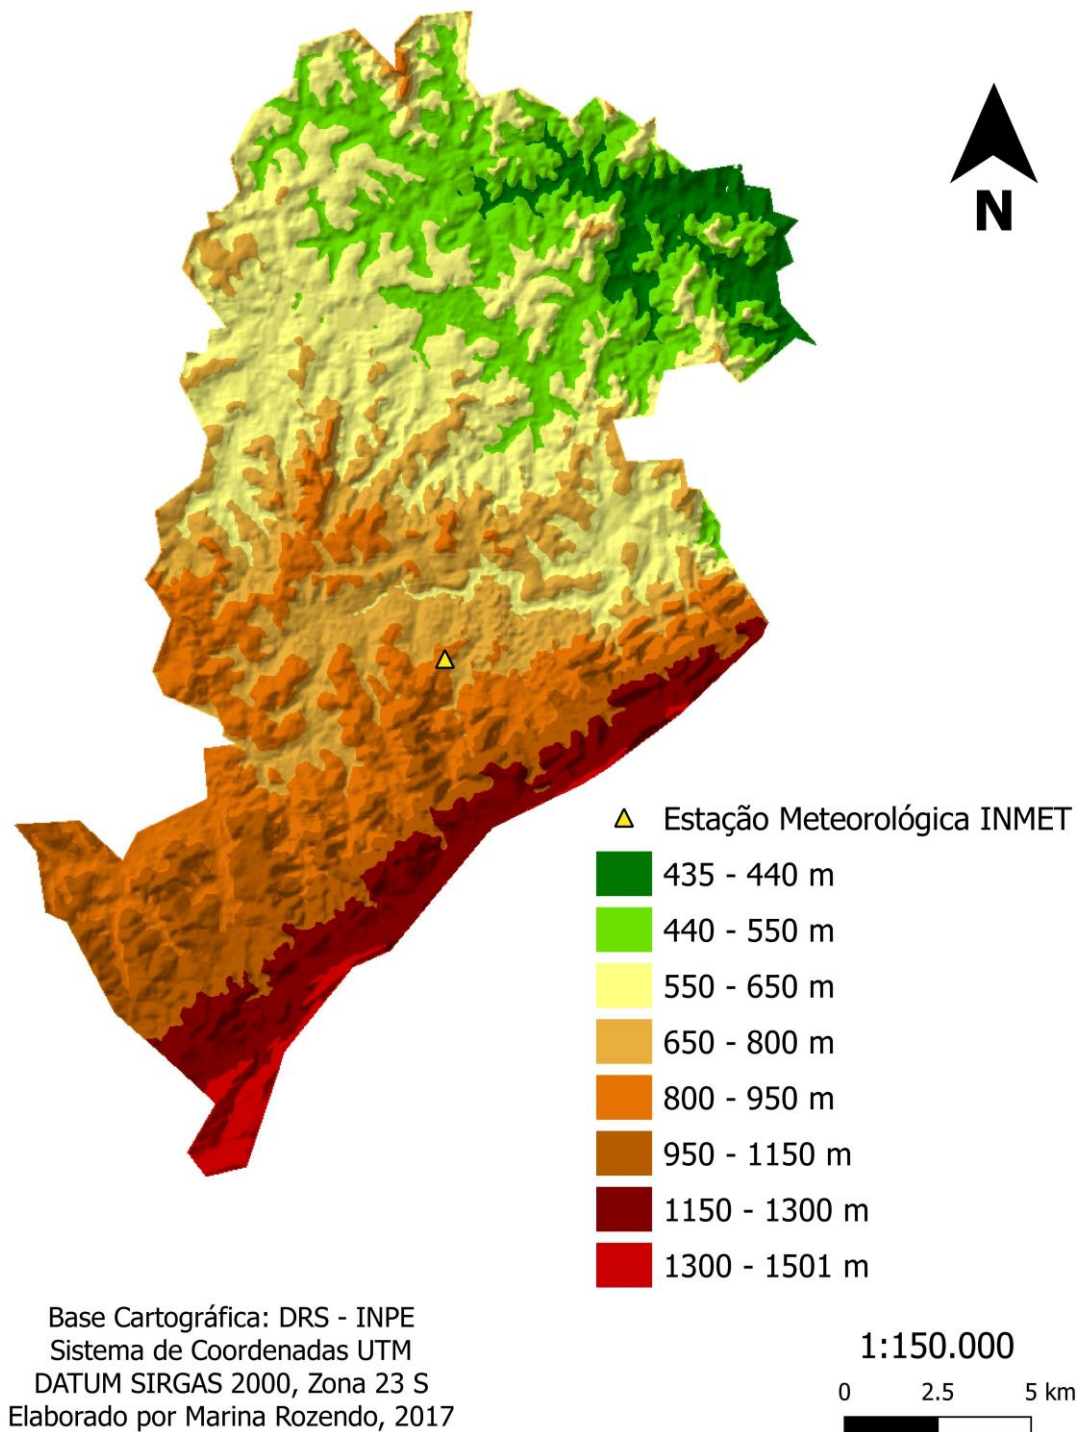 N
Estação Meteorológica INMET
435 - 440 m
440 - 550 m
550 - 650 m
650 - 800 m
800 - 950 m
950 - 1150 m
1150 - 1300 m
1300 - 1501 m
Base Cartográfica: DRS - INPE
Sistema de Coordenadas UTM
DATUM SIRGAS 2000, Zona 23 S
Elaborado por Marina Rozendo, 2017
1:150.000
0 2.5 5 km